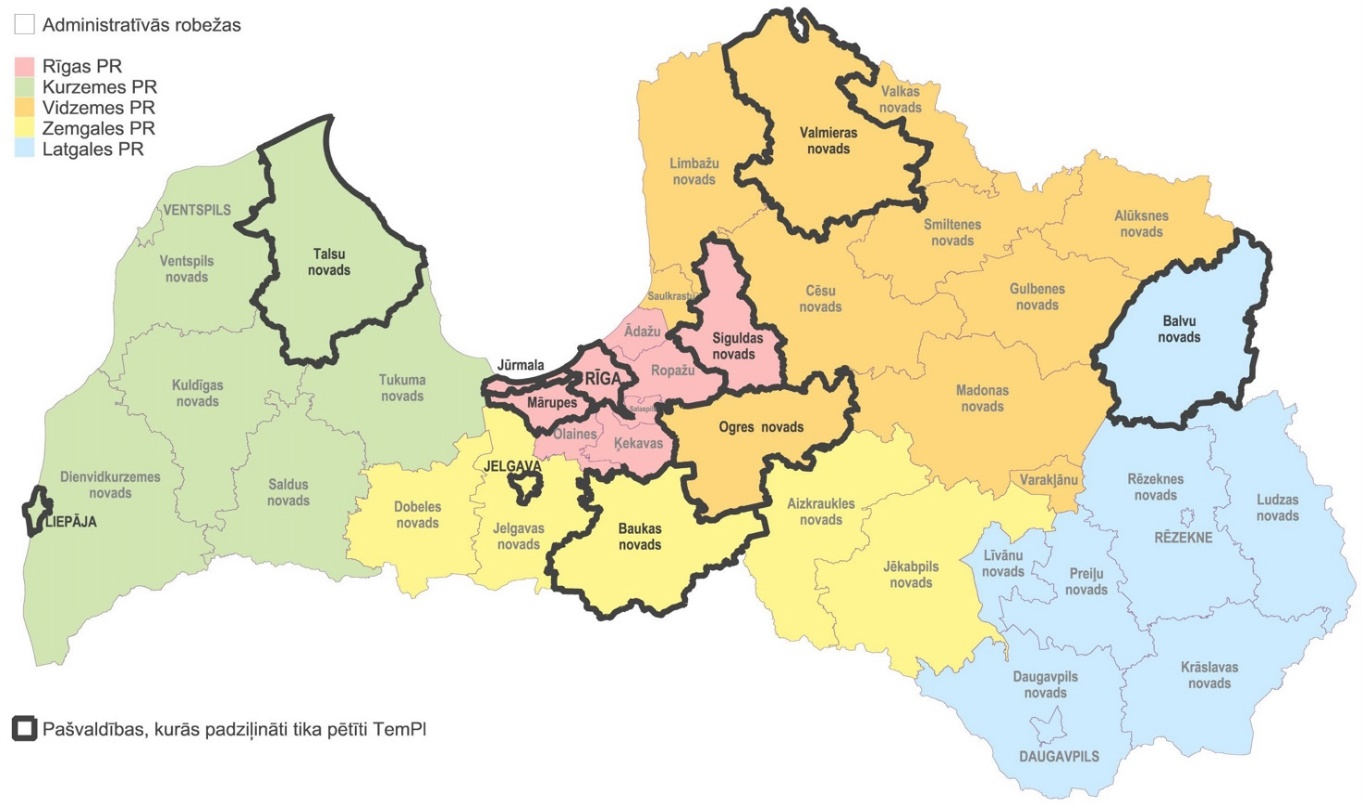 Administratīvās robežas
Rīgas PR
Kurzemes PR
Vidzemes PR
Zemgales PR
Latgales PR
Valkas
novads
Valmieras
novads
Limbažu
novads
VENTSPILS
Ventspils
novads
Talsu
novads
Smiltenes
novads
Alūksnes
novads
Cēsu
novads
Gulbenes
novads
Saulkrastu
Balvu
novads
Ādažu
Siguldas
novads
Ropažu
Jūrmala
RĪGA
Mārupes
Salaspils
Olaines
Ķekavas
Kuldīgas
novads
Tukuma
novads
Madonas
novads
Ogres novads
Dienvidkurzemes
novads
Saldus
novads
LIEPĀJA
JELGAVA
Dobeles
novads
Jelgavas
novads
Baukas
novads
Aizkraukles
novads
Varakļānu
Rēzeknes
novads
RĒZEKNE
Ludzas
novads
Līvānu
novads
Preiļu
novads
Jēkabpils
novads
Krāslavas
novads
Daugavpils
novads
DAUGAVPILS
Pašvaldības, kurās padziļināti tika pētīti TemPl